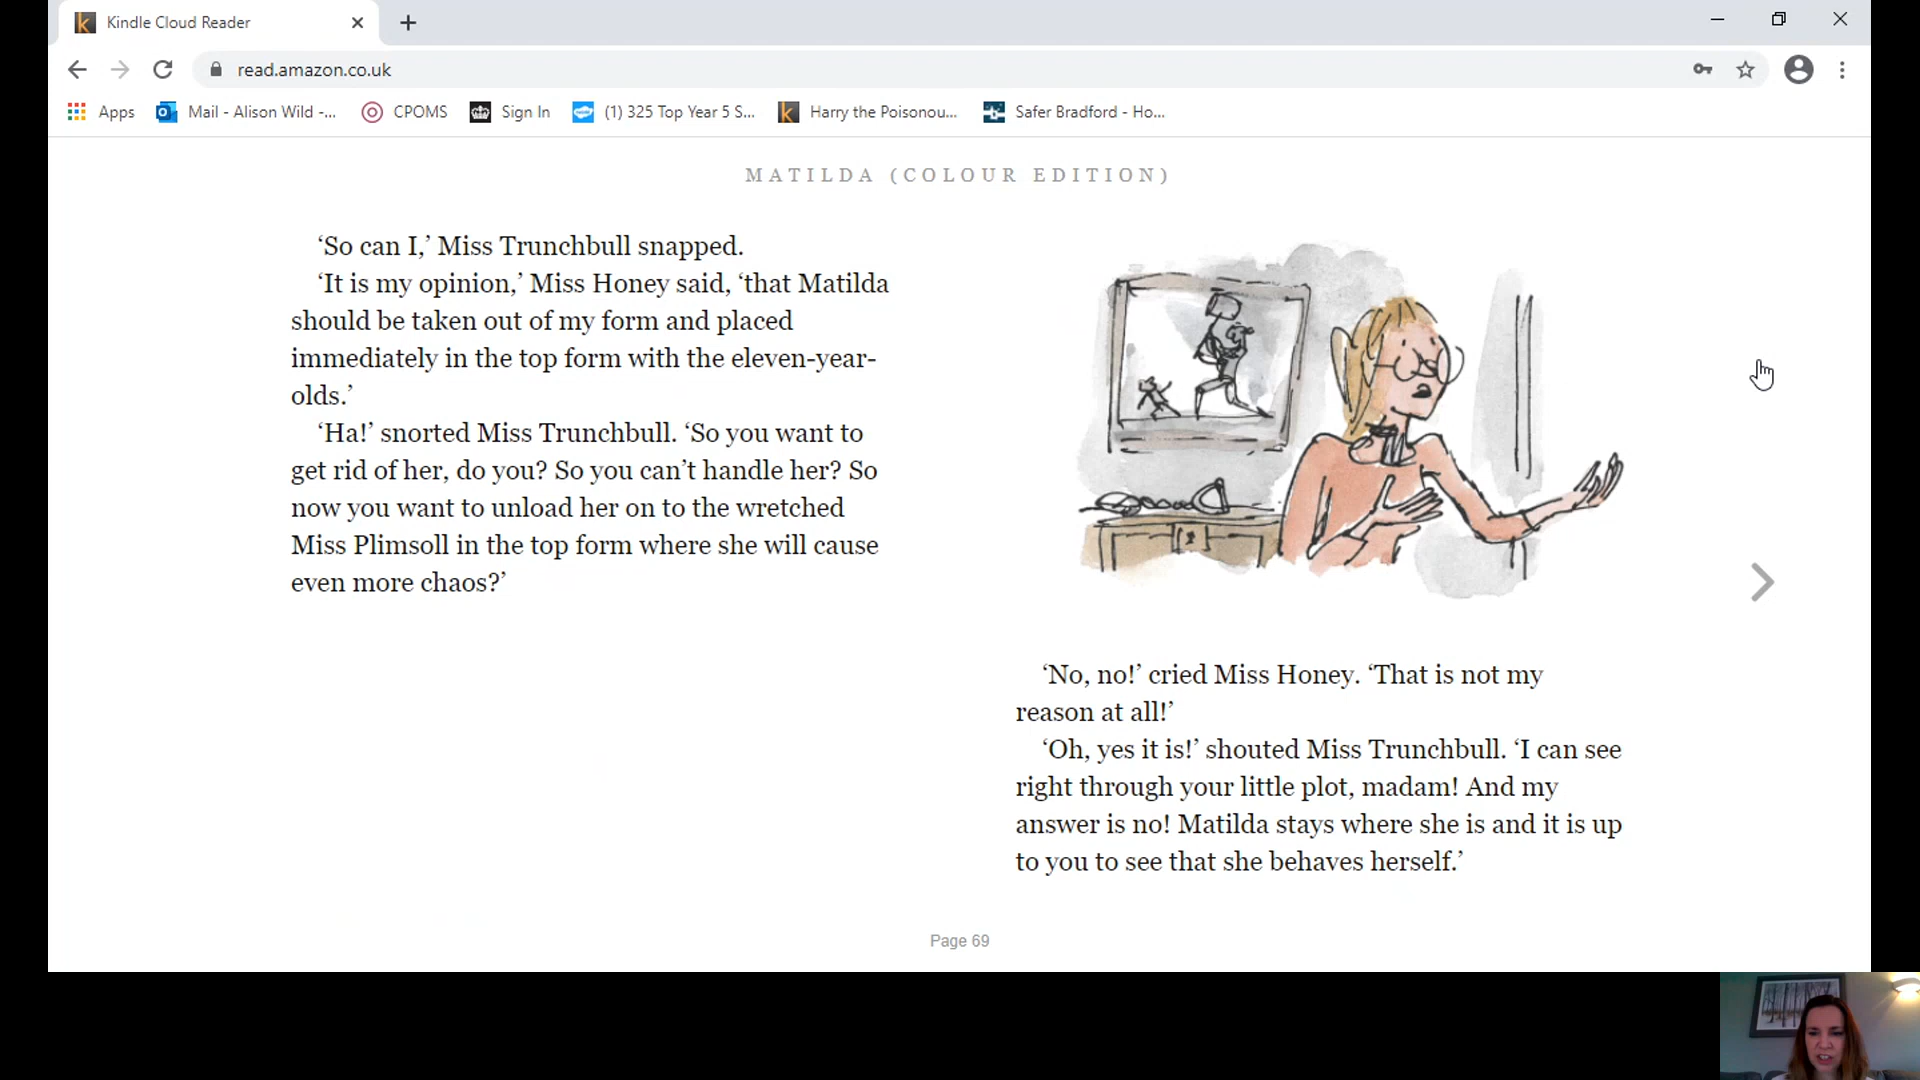 Kindle Cloud Reader
read.amazon.co.uk
Apps
Mail - Alison Wild -...
CPOMS
Sign In
(1) 325 Top Year 5 S...
Harry the Poisonou...
Safer Bradford - Ho...
MATILDA (COLOUR EDITION)
‘So can I,’ Miss Trunchbull snapped.
‘It is my opinion,’ Miss Honey said, ‘that Matilda
should be taken out of my form and placed
immediately in the top form with the eleven-year-
olds.’
‘Ha!’ snorted Miss Trunchbull. ‘So you want to
get rid of her, do you? So you can’t handle her? So
now you want to unload her on to the wretched
Miss Plimsoll in the top form where she will cause
even more chaos?’
‘No, no!’ cried Miss Honey. ‘That is not my
reason at all!’
‘Oh, yes it is!’ shouted Miss Trunchbull. ‘I can see
right through your little plot, madam! And my
answer is no! Matilda stays where she is and it is up
to you to see that she behaves herself.’
Page 69